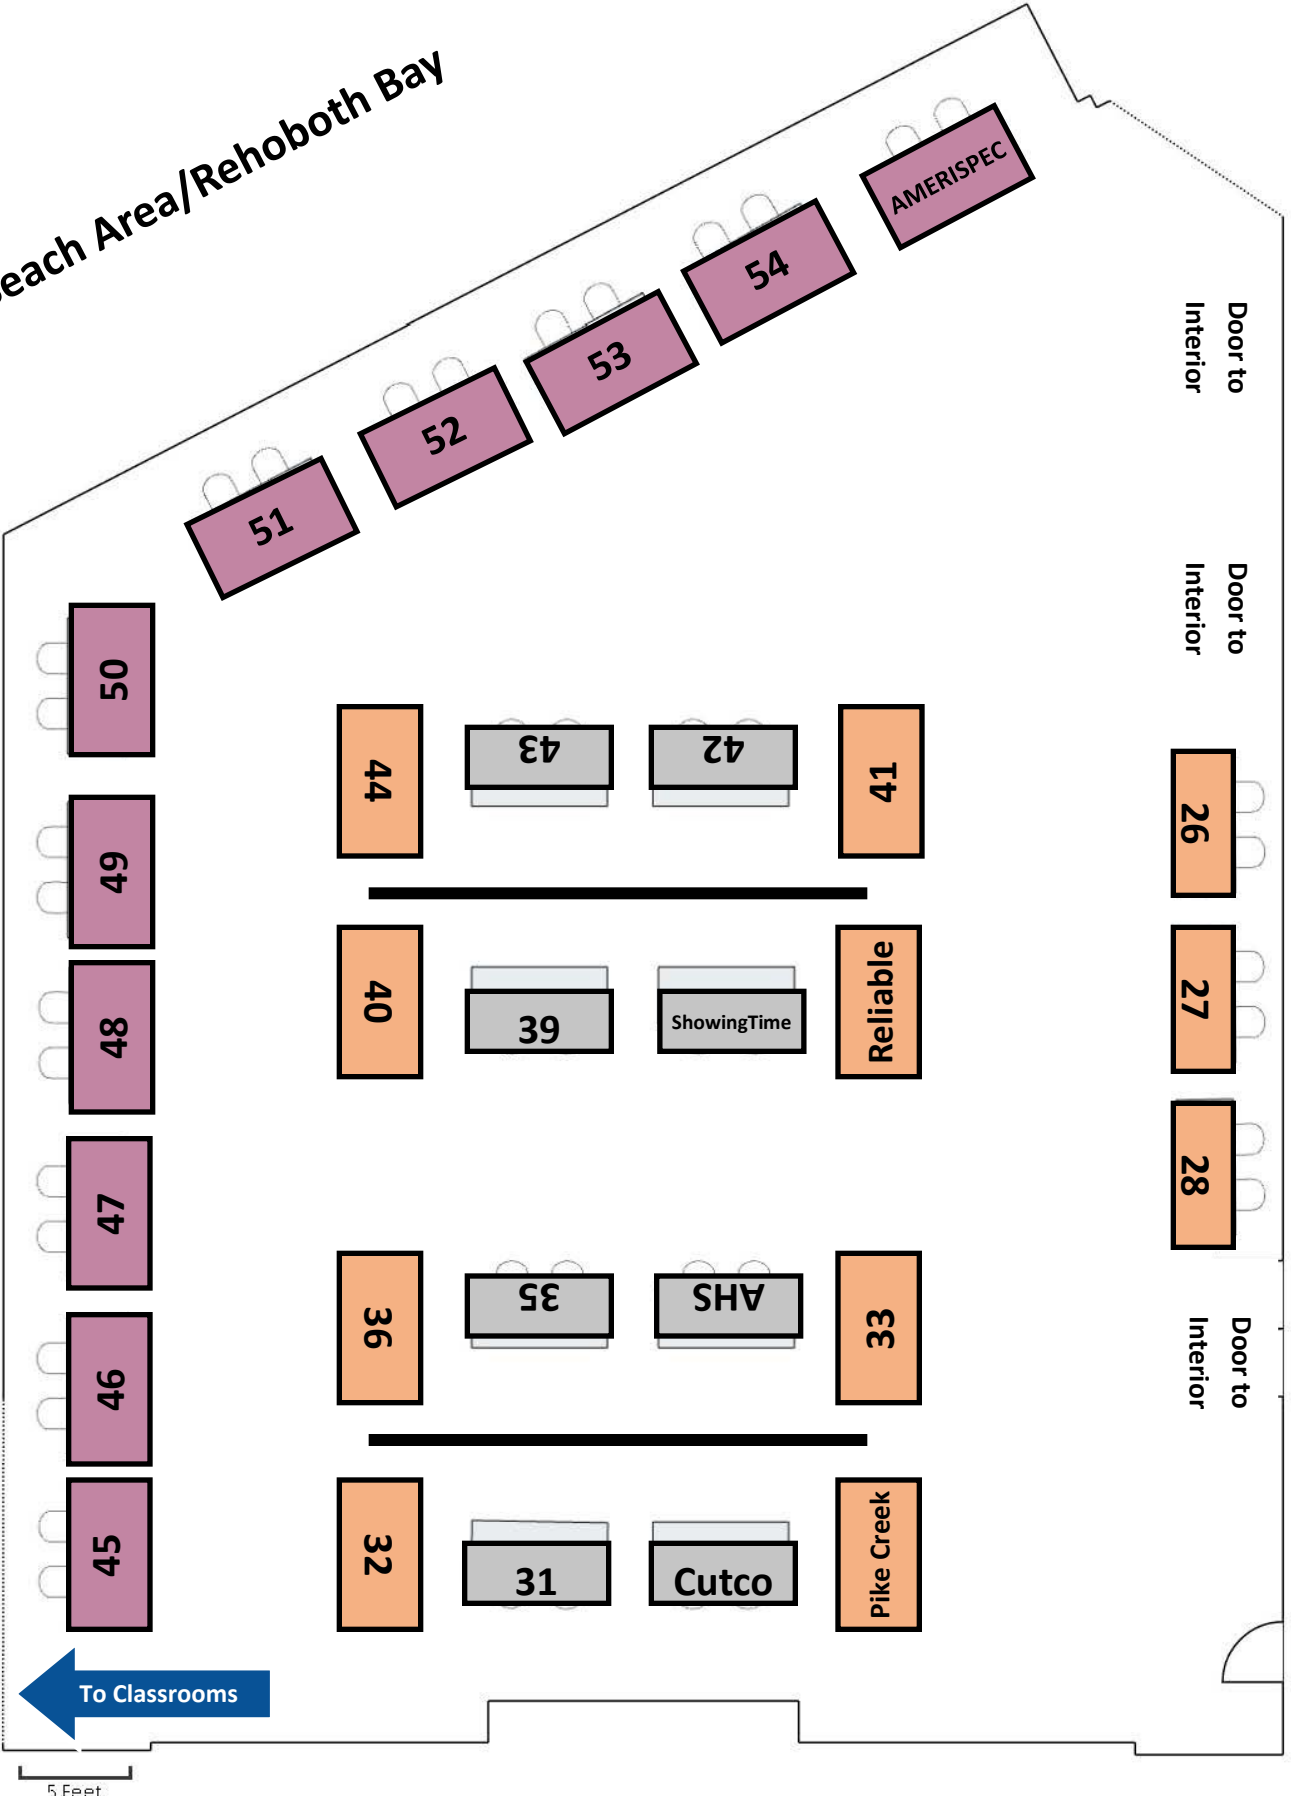 each Area/Rehoboth Bay
AMERISPEC
54
53
52
51
Door to
Interior
Door to
Interior
50
44
43
42
41
26
49
40
39
ShowingTime
Reliable
27
48
28
47
36
35
AHS
33
Door to
Interior
46
45
32
31
Cutco
Pike Creek
To Classrooms
5 Feet